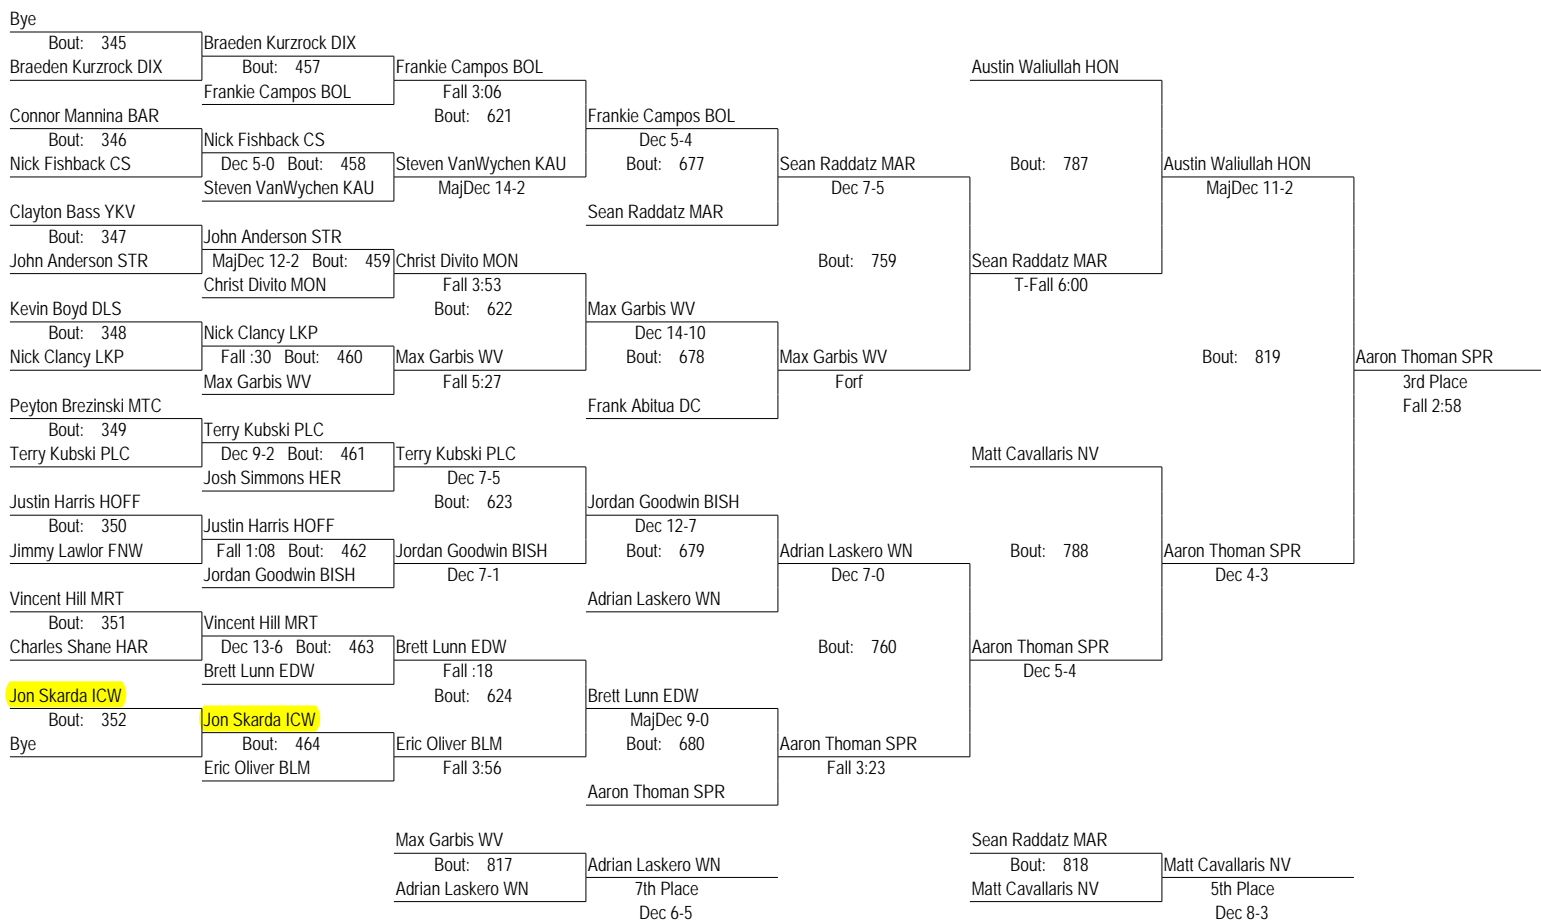 Bye
Bout: 345 Braeden Kurzrock DIX
Braeden Kurzrock DIX Bout: 457 Frankie Campos BOL Austin Waliullah HON
Frankie Campos BOL Fall 3:06
Connor Mannina BAR Bout: 621 Frankie Campos BOL
Bout: 346 Nick Fishback CS Dec 5-4
Nick Fishback CS Dec 5-0 Bout: 458 Steven VanWychen KAU Bout: 677 Sean Raddatz MAR Bout: 787 Austin Waliullah HON
Steven VanWychen KAU MajDec 14-2 Dec 7-5 MajDec 11-2
Clayton Bass YKV Sean Raddatz MAR
Bout: 347 John Anderson STR
John Anderson STR MajDec 12-2 Bout: 459 Christ Divito MON Bout: 759 Sean Raddatz MAR
Christ Divito MON Fall 3:53 T-Fall 6:00
Kevin Boyd DLS Bout: 622 Max Garbis WV
Bout: 348 Nick Clancy LKP Dec 14-10
Nick Clancy LKP Fall :30 Bout: 460 Max Garbis WV Bout: 678 Max Garbis WV Bout: 819 Aaron Thoman SPR
Max Garbis WV Fall 5:27 Forf 3rd Place
Peyton Brezinski MTC Frank Abitua DC Fall 2:58
Bout: 349 Terry Kubski PLC
Terry Kubski PLC Dec 9-2 Bout: 461 Terry Kubski PLC Matt Cavallaris NV
Josh Simmons HER Dec 7-5
Justin Harris HOFF Bout: 623 Jordan Goodwin BISH
Bout: 350 Justin Harris HOFF Dec 12-7
Jimmy Lawlor FNW Fall 1:08 Bout: 462 Jordan Goodwin BISH Bout: 679 Adrian Laskero WN Bout: 788 Aaron Thoman SPR
Jordan Goodwin BISH Dec 7-1 Dec 7-0 Dec 4-3
Vincent Hill MRT Adrian Laskero WN
Bout: 351 Vincent Hill MRT
Charles Shane HAR Dec 13-6 Bout: 463 Brett Lunn EDW Bout: 760 Aaron Thoman SPR
Brett Lunn EDW Fall :18 Dec 5-4
Jon Skarda ICW Bout: 624 Brett Lunn EDW
Bout: 352 Jon Skarda ICW MajDec 9-0
Bye Bout: 464 Eric Oliver BLM Bout: 680 Aaron Thoman SPR
Eric Oliver BLM Fall 3:56 Fall 3:23
Aaron Thoman SPR
Max Garbis WV Sean Raddatz MAR
Bout: 817 Adrian Laskero WN Bout: 818 Matt Cavallaris NV
Adrian Laskero WN 7th Place Matt Cavallaris NV 5th Place
Dec 6-5 Dec 8-3